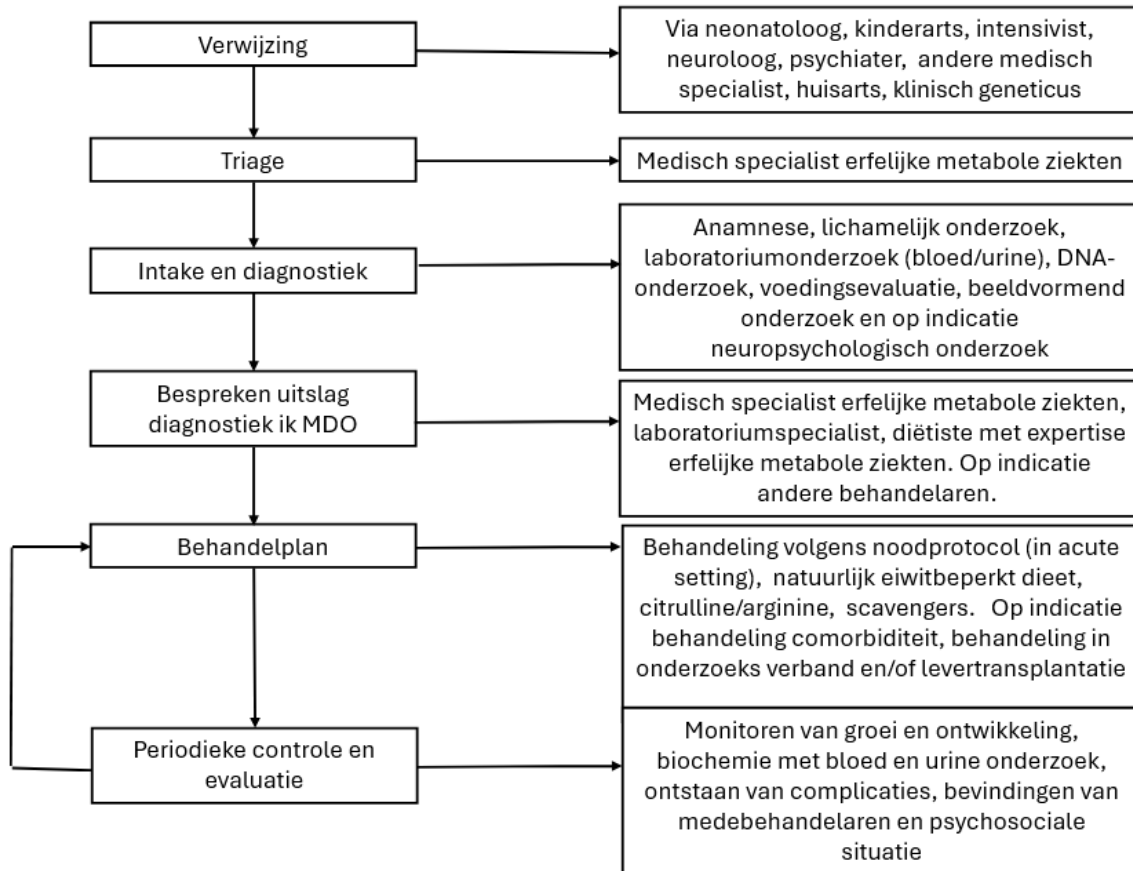 Verwijzing
Via neonatoloog, kinderarts, intensivist,
neuroloog, psychiater, andere medisch
specialist, huisarts, klinisch geneticus
Triage
Medisch specialist erfelijke metabole ziekten
Intake en diagnostiek
Anamnese, lichamelijk onderzoek,
laboratoriumonderzoek (bloed/urine), DNA-
onderzoek, voedingsevaluatie, beeldvormend
onderzoek en op indicatie
neuropsychologisch onderzoek
Bespreken uitslag
diagnostiek ik MDO
Medisch specialist erfelijke metabole ziekten,
laboratoriumspecialist, diëtiste met expertise
erfelijke metabole ziekten. Op indicatie
andere behandelaren.
Behandelplan
Behandeling volgens noodprotocol (in acute
setting), natuurlijk eiwitbeperkt dieet,
citrulline/arginine, scavengers. Op indicatie
behandeling comorbiditeit, behandeling in
onderzoeks verband en/of levertransplantatie
Periodieke controle en
evaluatie
Monitoren van groei en ontwikkeling,
biochemie met bloed en urine onderzoek,
ontstaan van complicaties, bevindingen van
medebehandelaren en psychosociale
situatie